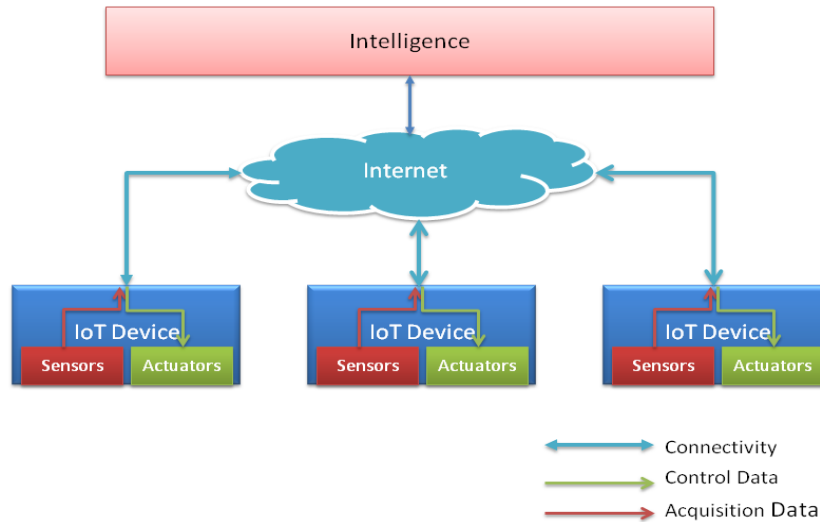 Intelligence
Internet
IoT Device
Sensors
Actuators
IoT Device
Sensors
Actuators
IoT Device
Sensors
Actuators
Connectivity
Control Data
Acquisition Data